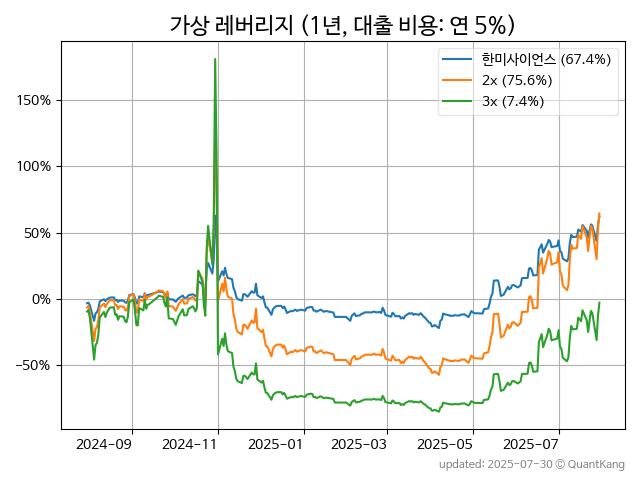 가상 레버리지 (1년, 대출 비용: 연 5%)
한미사이언스 (67.4%)
2x (75.6%)
3x (7.4%)
150%
100%
50%
0%
−50%
2024-09
2024-11
2025-01
2025-03
2025-05
2025-07
updated: 2025-07-30 © QuantKang